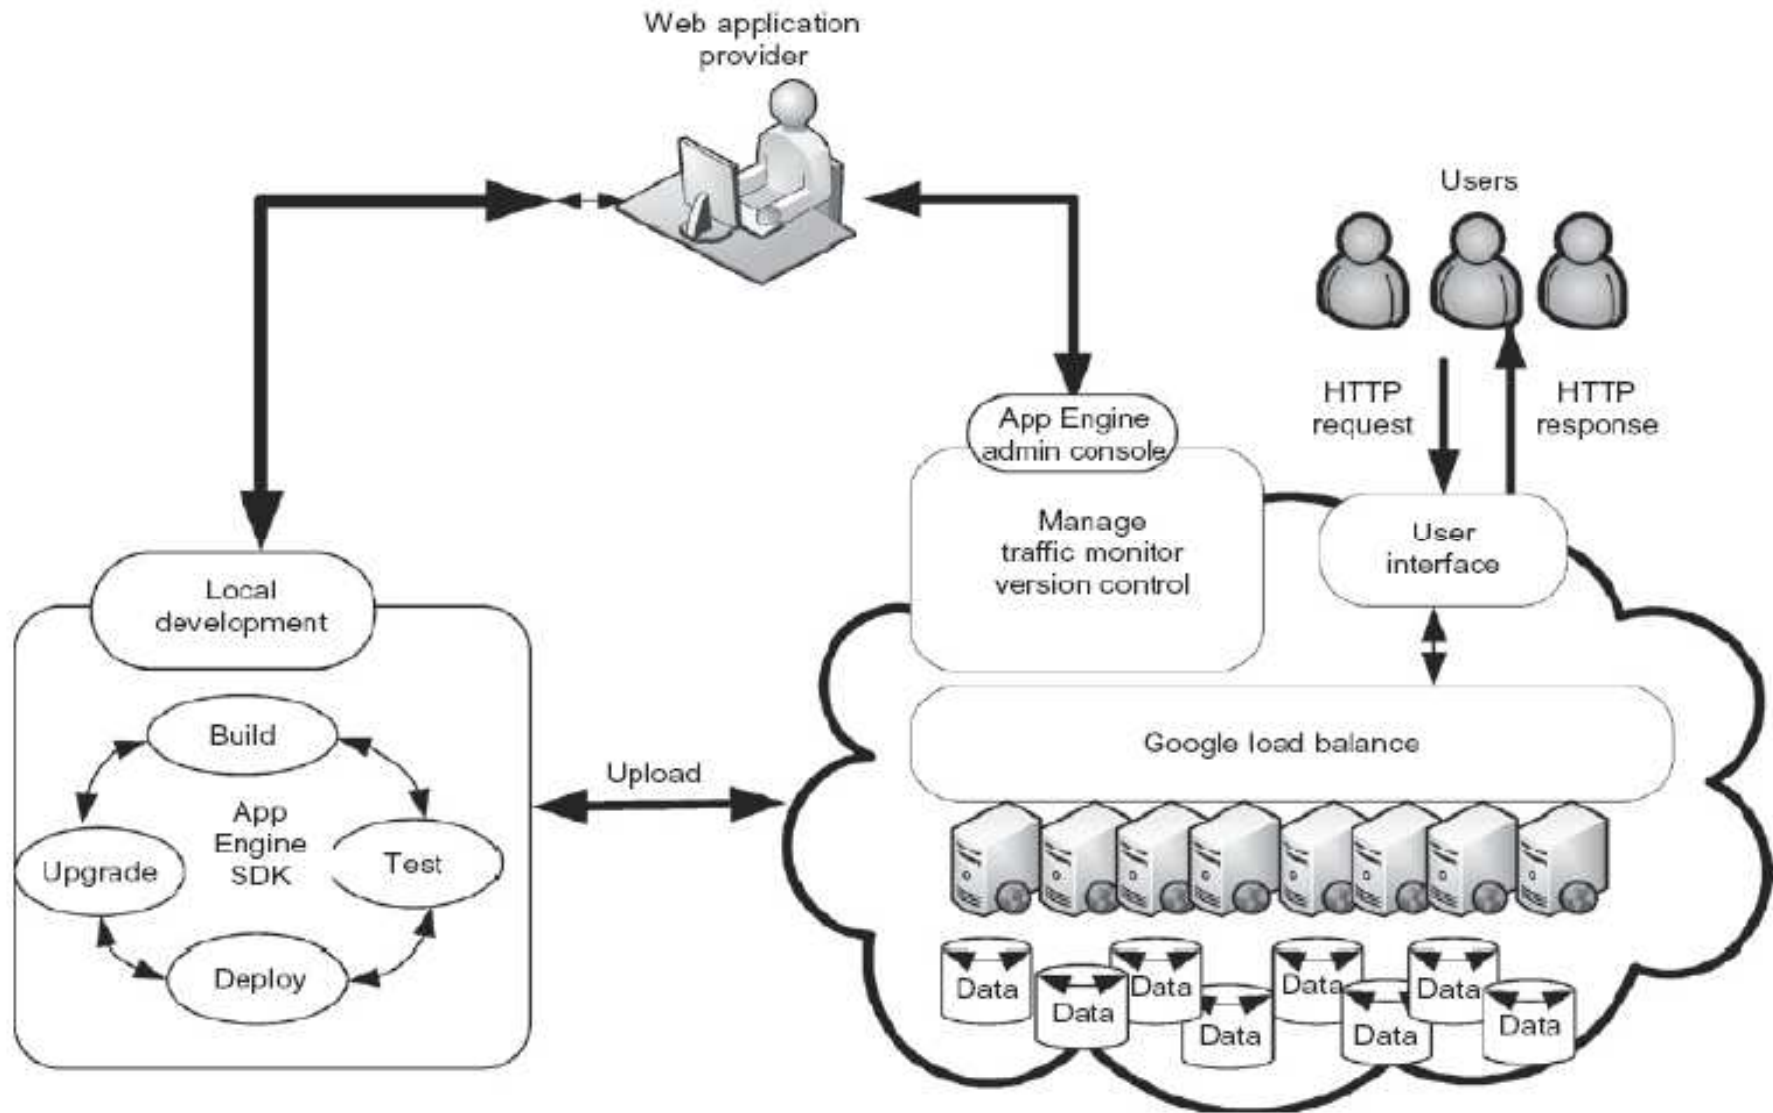 Web application
provider
Users
HTTP
request
HTTP
response
App Engine
admin console
Manage
traffic monitor
version control
User
interface
Local
development
Build
App
Engine
SDK
Upgrade
Test
Deploy
Upload
Google load balance
Data
Data
Data
Data
Data
Data
Data
Data